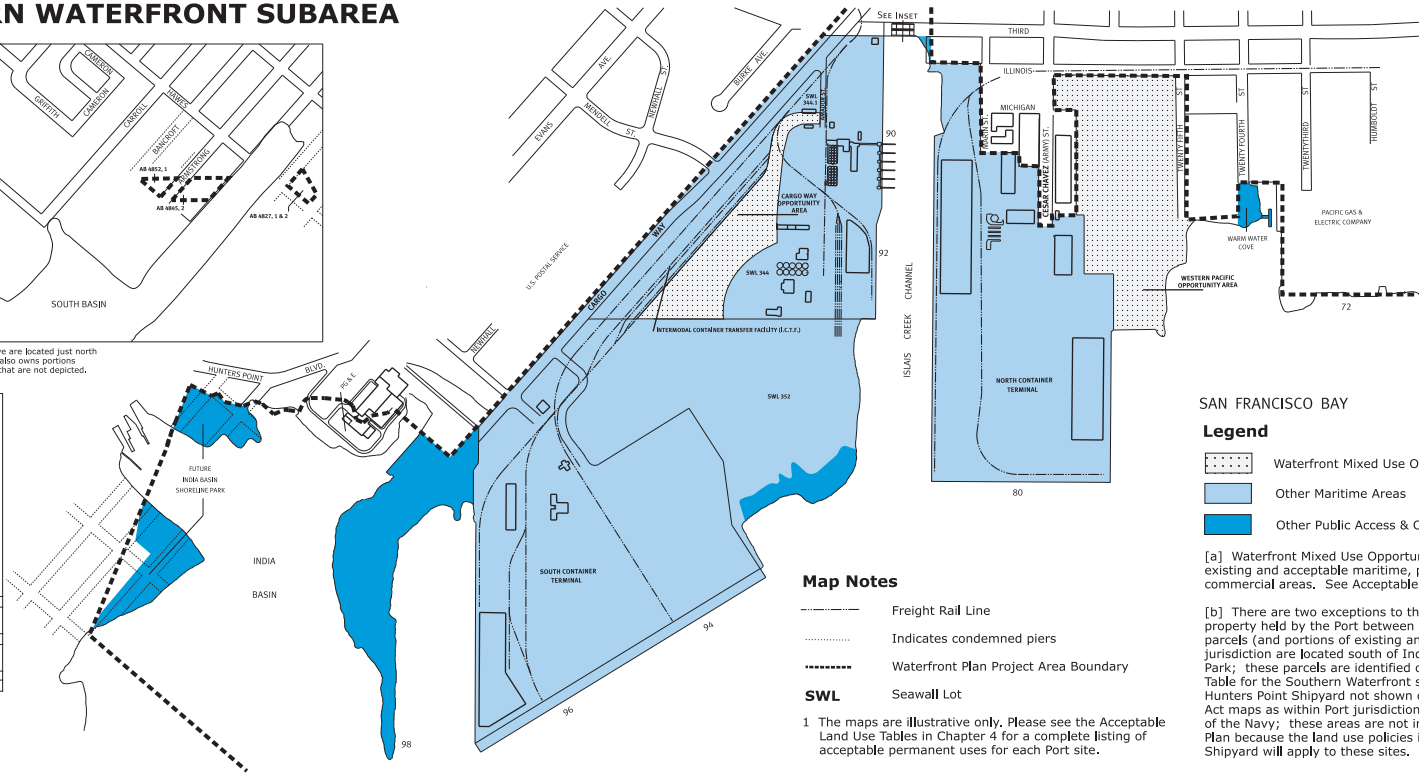 RN WATERFRONT SUBAREA
SEE INSET
THIRD
ILLINOIS
MICHIGAN
MARIN ST.
CESAR CHAVEZ (ARMY) ST.
TWENTY FIFTH ST
TWENTY FOURTH ST
TWENTYTHIRD ST
HUMBOLDT ST
PACIFIC GAS &
ELECTRIC COMPANY
WARM WATER
COVE
WESTERN PACIFIC
OPPORTUNITY AREA
72
GRIFFITH
CAMERON
CAMERON
CARROLL
HAWES
BANCROFT
ARMSTRONG
AB 4852, 1
AB 4845, 2
AB 4827, 1 & 2
SOUTH BASIN
ve are located just north
also owns portions
that are not depicted.
EVANS
AVE.
MENDELL
ST.
NEWHALL
ST.
BURKE AVE.
U.S. POSTAL SERVICE
CARGO
WAY
SWL
344.1
90
92
CARGO WAY
OPPORTUNITY
AREA
SWL 344
INTERMODAL CONTAINER TRANSFER FACILITY (I.C.T.F.)
SWL 352
ISLAIS CREEK CHANNEL
NORTH CONTAINER
TERMINAL
80
HUNTERS POINT
BLVD.
PG & E
NEWHALL
FUTURE
INDIA BASIN
SHORELINE PARK
INDIA
BASIN
SOUTH CONTAINER
TERMINAL
94
96
98
SAN FRANCISCO BAY
Legend
Waterfront Mixed Use O
Other Maritime Areas
Other Public Access & O
[a] Waterfront Mixed Use Opportun
existing and acceptable maritime, p
commercial areas. See Acceptable
[b] There are two exceptions to th
property held by the Port between
parcels (and portions of existing an
jurisdiction are located south of Ind
Park; these parcels are identified o
Table for the Southern Waterfront s
Hunters Point Shipyard not shown o
Act maps as within Port jurisdiction
of the Navy; these areas are not in
Plan because the land use policies i
Shipyard will apply to these sites.
Map Notes
Freight Rail Line
Indicates condemned piers
Waterfront Plan Project Area Boundary
SWL Seawall Lot
1 The maps are illustrative only. Please see the Acceptable
Land Use Tables in Chapter 4 for a complete listing of
acceptable permanent uses for each Port site.